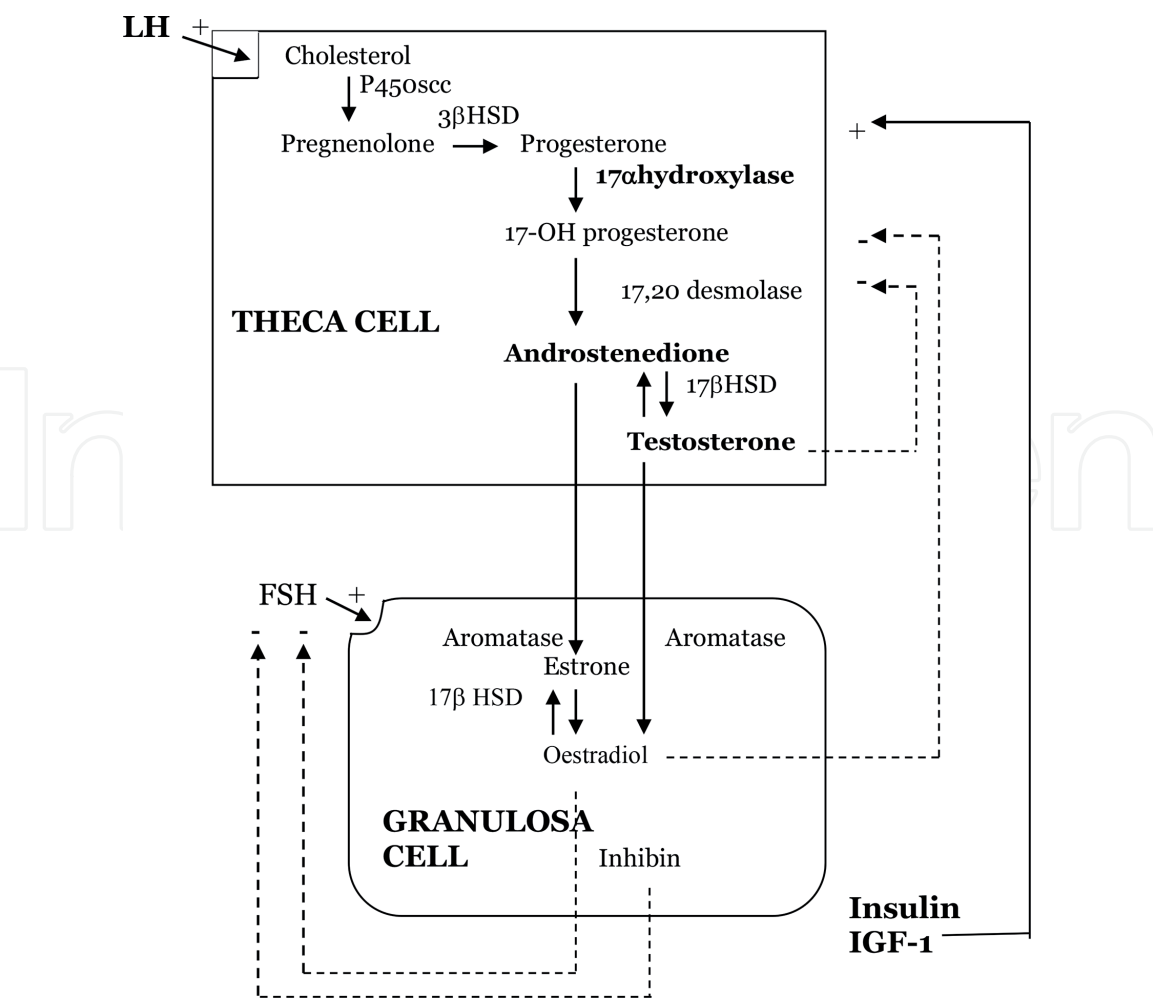 LH +
Cholesterol
P450scc
3βHSD
Pregnenolone
Progesterone
+
17αhydroxylase
17-OH progesterone
-
17,20 desmolase
-
THECA CELL
Androstenedione
17βHSD
Testosterone
FSH +
- -
Aromatase
Aromatase
Estrone
17β HSD
Oestradiol
GRANULOSA
CELL
Inhibin
Insulin
IGF-1